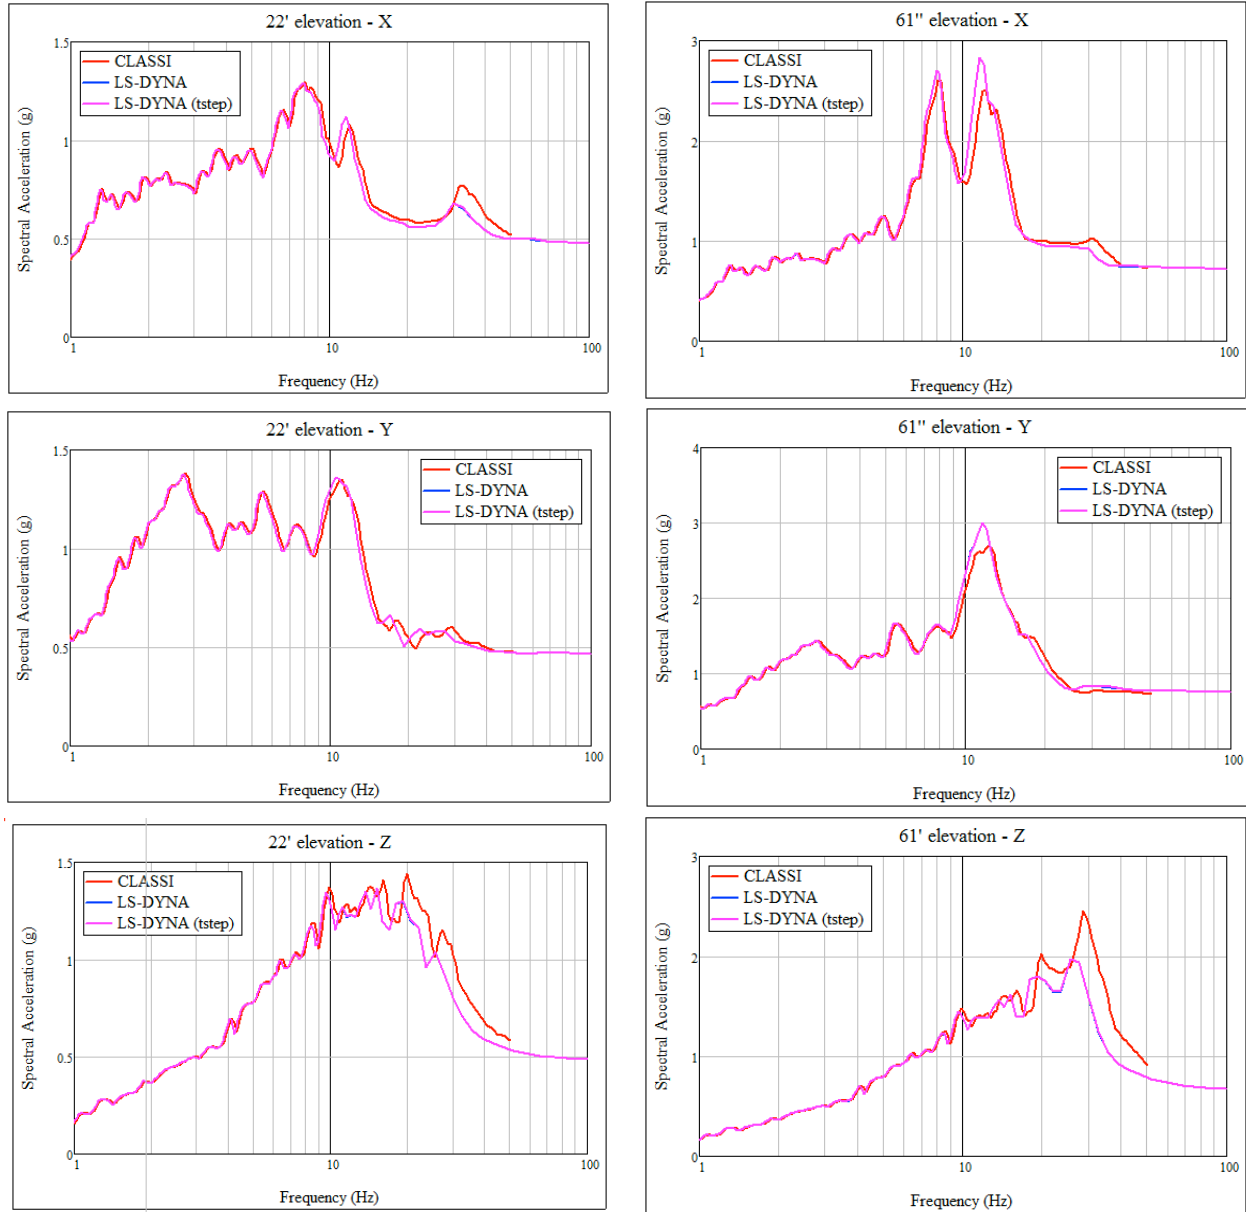 22' elevation - X
1.5
1
0.5
0
Spectral Acceleration (g)
CLASSI
LS-DYNA
LS-DYNA (tstep)
1
10
100
Frequency (Hz)
61'' elevation - X
3
2
1
0
Spectral Acceleration (g)
CLASSI
LS-DYNA
LS-DYNA (tstep)
1
10
100
Frequency (Hz)
22' elevation - Y
1.5
1
0.5
0
Spectral Acceleration (g)
CLASSI
LS-DYNA
LS-DYNA (tstep)
1
10
100
Frequency (Hz)
61'' elevation - Y
4
3
2
1
0
Spectral Acceleration (g)
CLASSI
LS-DYNA
LS-DYNA (tstep)
1
10
100
Frequency (Hz)
22' elevation - Z
1.5
1
0.5
0
Spectral Acceleration (g)
CLASSI
LS-DYNA
LS-DYNA (tstep)
1
10
100
Frequency (Hz)
61' elevation - Z
3
2
1
0
Spectral Acceleration (g)
CLASSI
LS-DYNA
LS-DYNA (tstep)
1
10
100
Frequency (Hz)